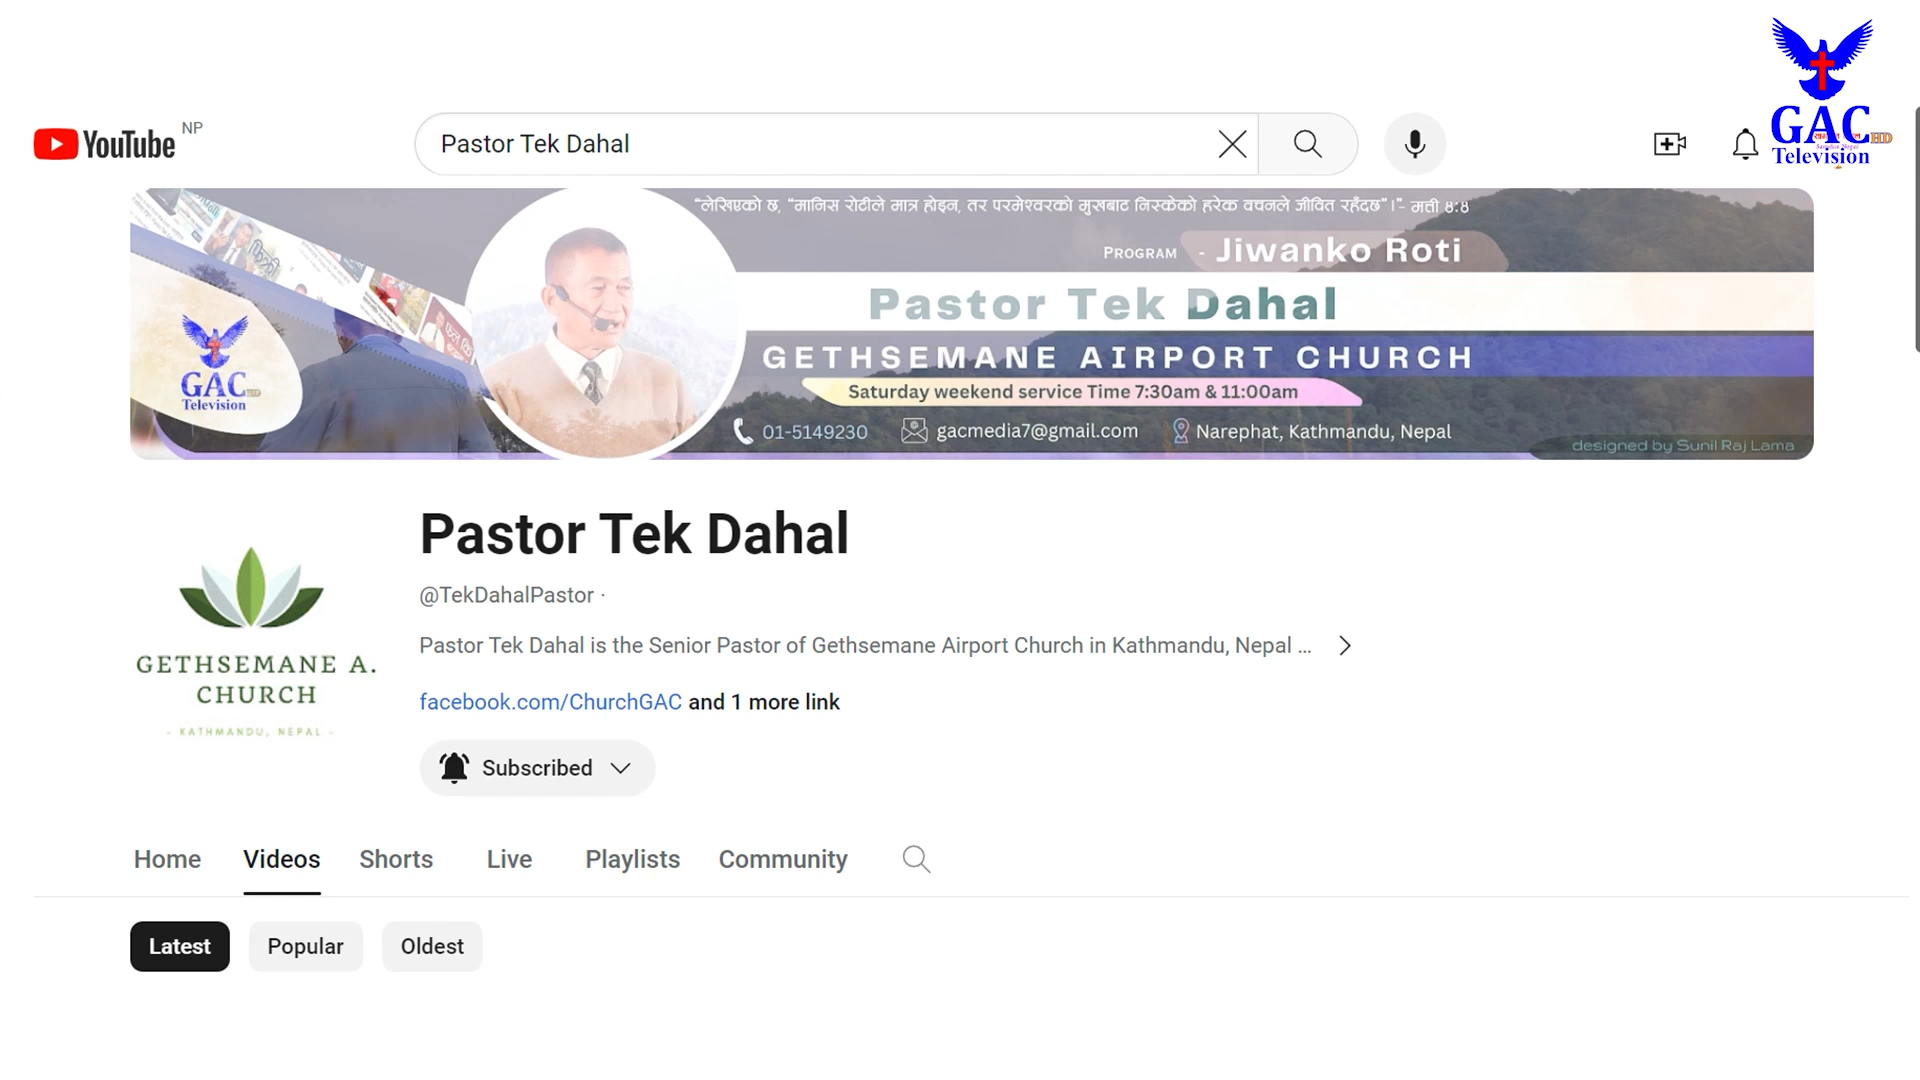 YouTube NP
Pastor Tek Dahal
GAC HD
Television
“लेखिएको छ, “मानिस रोटीले मात्र होइन, तर परमेश्वरको मुखबाट निस्केको हरेक वचनले जीवित रहँदछ” ।”- मत्ती ४:४
PROGRAM - Jiwanko Roti
Pastor Tek Dahal
GETHSEMANE AIRPORT CHURCH
Saturday weekend service Time 7:30am & 11:00am
01-5149230 gacmedia7@gmail.com Narephat, Kathmandu, Nepal
designed by Sunil Raj Lama
GAC HD
Television
Pastor Tek Dahal
@TekDahalPastor ·
Pastor Tek Dahal is the Senior Pastor of Gethsemane Airport Church in Kathmandu, Nepal ...
facebook.com/ChurchGAC and 1 more link
Subscribed
GETHSEMANE A.
CHURCH
- KATHMANDU, NEPAL -
Home Videos Shorts Live Playlists Community
Latest Popular Oldest